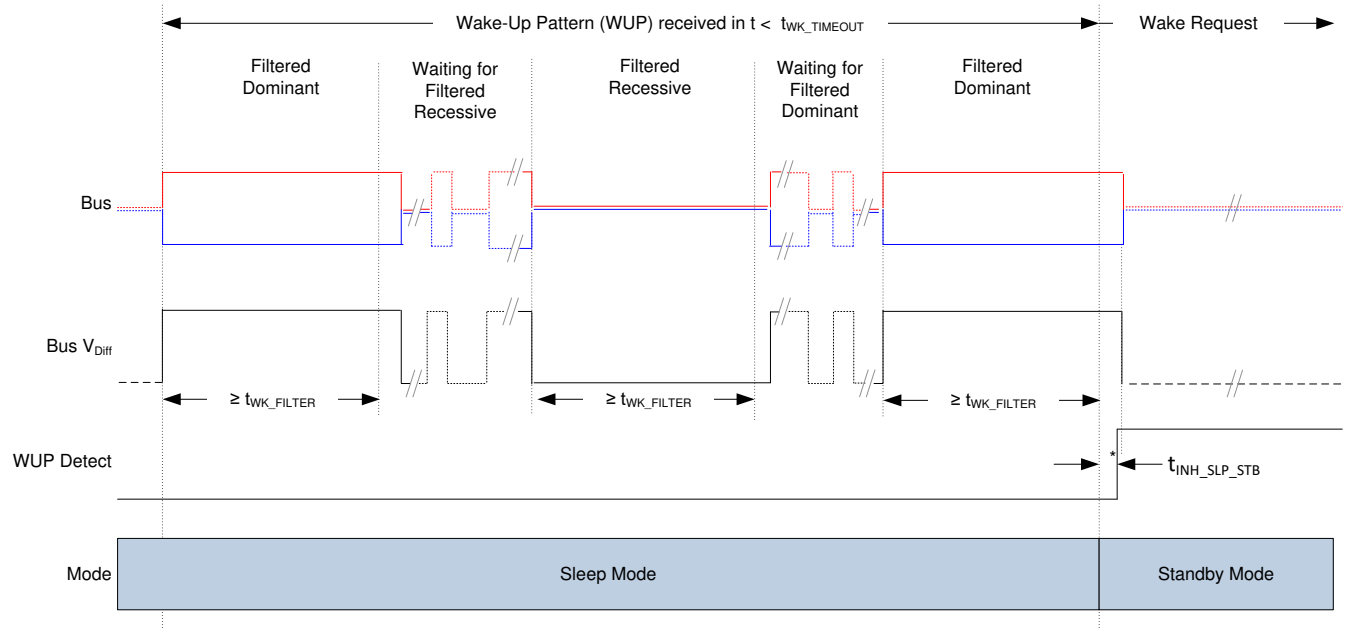 Wake-Up Pattern (WUP) received in t < tWK_TIMEOUT
Wake Request
Filtered
Dominant
Waiting for
Filtered
Recessive
Filtered
Recessive
Waiting for
Filtered
Dominant
Filtered
Dominant
Bus
Bus VDiff
≥ tWK_FILTER
≥ tWK_FILTER
≥ tWK_FILTER
WUP Detect
*
tINH_SLP_STB
Mode
Sleep Mode
Standby Mode